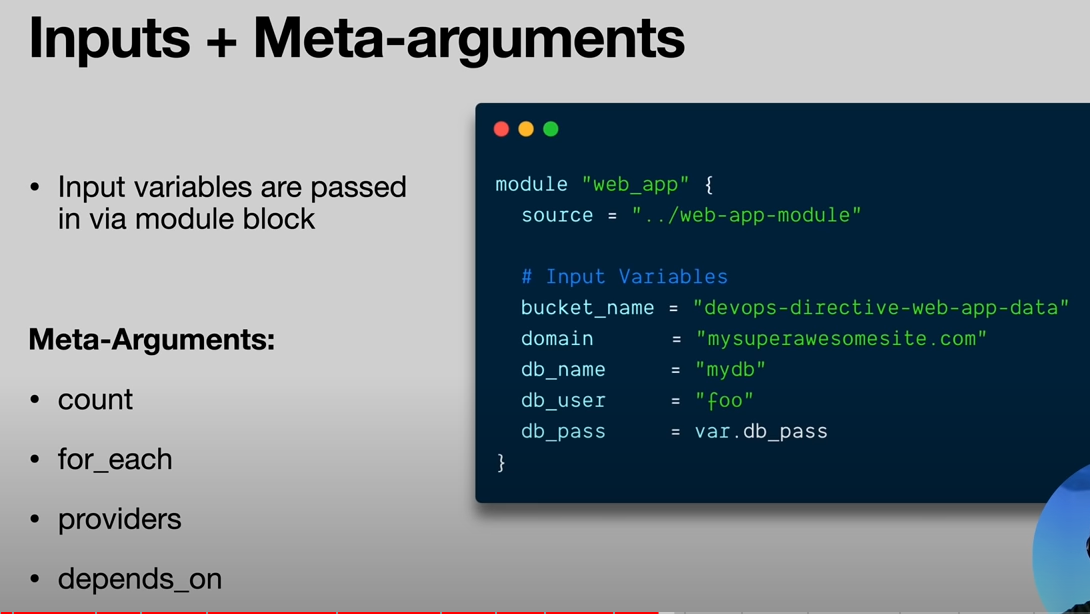 Inputs + Meta-arguments
• Input variables are passed
in via module block
Meta-Arguments:
• count
• for_each
• providers
• depends_on
module "web_app" {
  source = "../web-app-module"
  # Input Variables
  bucket_name = "devops-directive-web-app-data"
  domain      = "mysuperawesomesite.com"
  db_name     = "mydb"
  db_user     = "foo"
  db_pass     = var.db_pass
}